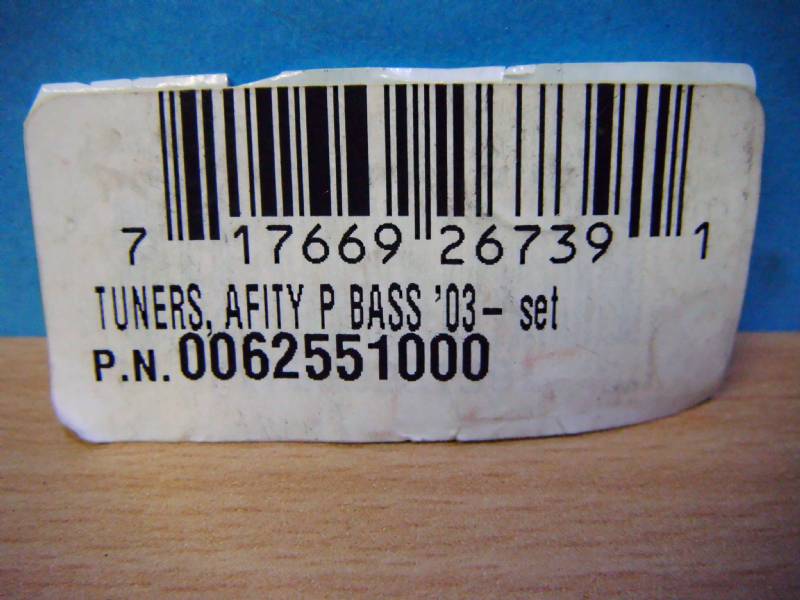 7 17669 26739 1
TUNERS, AFITY P BASS '03- set
P.N. 0062551000